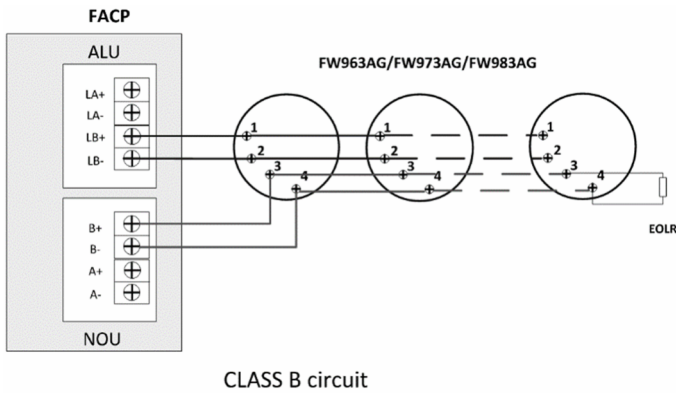 FACP
ALU
FW963AG/FW973AG/FW983AG
LA+
LA-
LB+
LB-
1
2
3
4
1
2
3
4
1
2
3
4
B+
B-
A+
A-
EOLR
NOU
CLASS B circuit